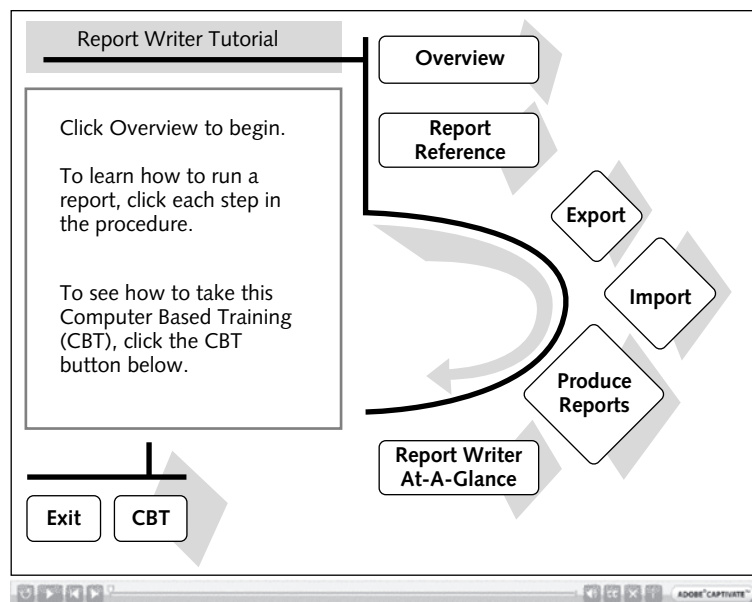 Report Writer Tutorial
Overview
Click Overview to begin.
To learn how to run a
report, click each step in
the procedure.
To see how to take this
Computer Based Training
(CBT), click the CBT
button below.
Report
Reference
Export
Import
Produce
Reports
Report Writer
At-A-Glance
Exit
CBT
CC
ADOBE® CAPTIVATE™